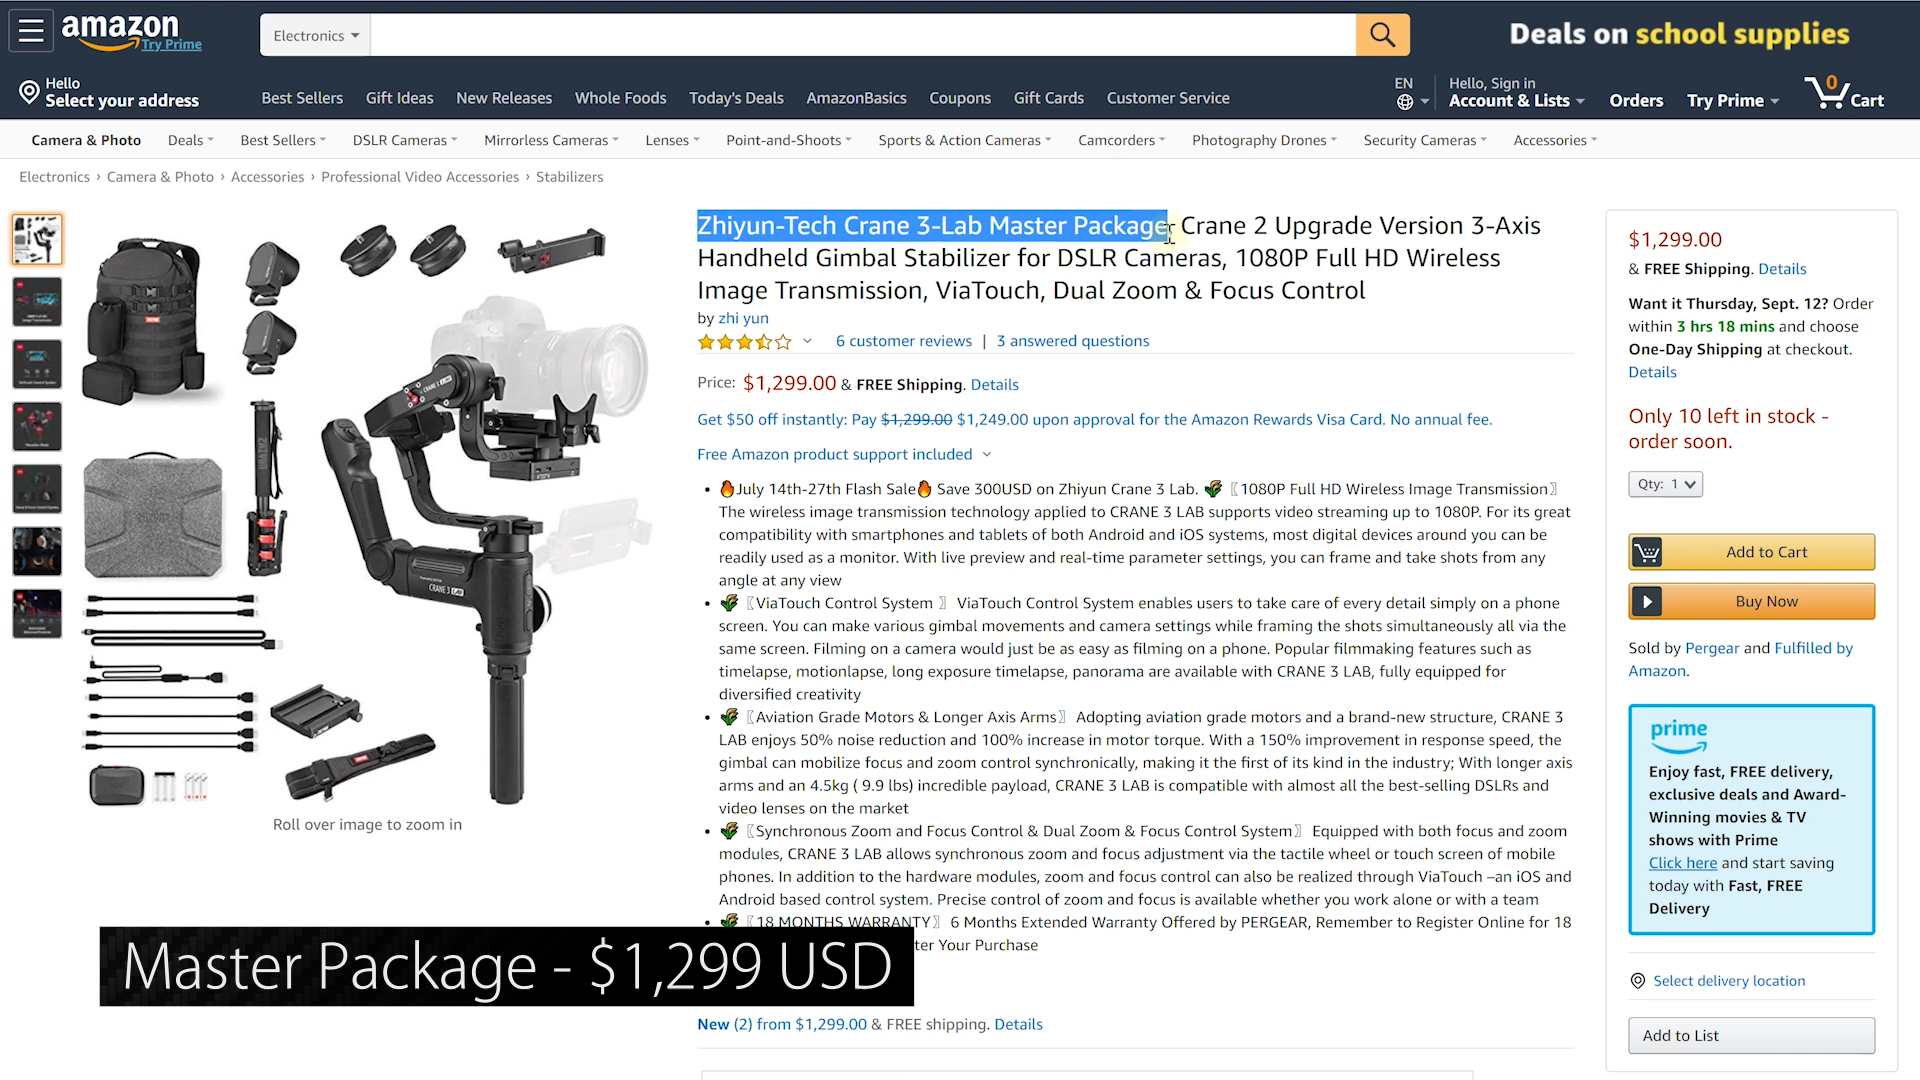 amazon
Try Prime
Electronics
Deals on school supplies
Hello
Select your address
Best Sellers
Gift Ideas
New Releases
Whole Foods
Today's Deals
AmazonBasics
Coupons
Gift Cards
Customer Service
EN
Hello, Sign in
Account & Lists
Orders
Try Prime
0
Cart
Camera & Photo
Deals
Best Sellers
DSLR Cameras
Mirrorless Cameras
Lenses
Point-and-Shoots
Sports & Action Cameras
Camcorders
Photography Drones
Security Cameras
Accessories
Electronics › Camera & Photo › Accessories › Professional Video Accessories › Stabilizers
CRANE 3 LAB
Roll over image to zoom in
Zhiyun-Tech Crane 3-Lab Master Package- Crane 2 Upgrade Version 3-Axis
Handheld Gimbal Stabilizer for DSLR Cameras, 1080P Full HD Wireless
Image Transmission, ViaTouch, Dual Zoom & Focus Control
by zhi yun
6 customer reviews | 3 answered questions
Price: $1,299.00 & FREE Shipping. Details
Get $50 off instantly: Pay $1,299.00 $1,249.00 upon approval for the Amazon Rewards Visa Card. No annual fee.
Free Amazon product support included
• 🔥July 14th-27th Flash Sale🔥 Save 300USD on Zhiyun Crane 3 Lab. 🌾〖1080P Full HD Wireless Image Transmission〗
The wireless image transmission technology applied to CRANE 3 LAB supports video streaming up to 1080P. For its great
compatibility with smartphones and tablets of both Android and iOS systems, most digital devices around you can be
readily used as a monitor. With live preview and real-time parameter settings, you can frame and take shots from any
angle at any view
• 🌾〖ViaTouch Control System 〗 ViaTouch Control System enables users to take care of every detail simply on a phone
screen. You can make various gimbal movements and camera settings while framing the shots simultaneously all via the
same screen. Filming on a camera would just be as easy as filming on a phone. Popular filmmaking features such as
timelapse, motionlapse, long exposure timelapse, panorama are available with CRANE 3 LAB, fully equipped for
diversified creativity
• 🌾〖Aviation Grade Motors & Longer Axis Arms〗 Adopting aviation grade motors and a brand-new structure, CRANE 3
LAB enjoys 50% noise reduction and 100% increase in motor torque. With a 150% improvement in response speed, the
gimbal can mobilize focus and zoom control synchronically, making it the first of its kind in the industry; With longer axis
arms and an 4.5kg ( 9.9 lbs) incredible payload, CRANE 3 LAB is compatible with almost all the best-selling DSLRs and
video lenses on the market
• 🌾〖Synchronous Zoom and Focus Control & Dual Zoom & Focus Control System〗 Equipped with both focus and zoom
modules, CRANE 3 LAB allows synchronous zoom and focus adjustment via the tactile wheel or touch screen of mobile
phones. In addition to the hardware modules, zoom and focus control can also be realized through ViaTouch –an iOS and
Android based control system. Precise control of zoom and focus is available whether you work alone or with a team
• 🌾〖18 MONTHS WARRANTY〗 6 Months Extended Warranty Offered by PERGEAR, Remember to Register Online for 18
ter Your Purchase
Master Package - $1,299 USD
New (2) from $1,299.00 & FREE shipping. Details
$1,299.00
& FREE Shipping. Details
Want it Thursday, Sept. 12? Order
within 3 hrs 18 mins and choose
One-Day Shipping at checkout.
Details
Only 10 left in stock -
order soon.
Qty: 1
Add to Cart
Buy Now
Sold by Pergear and Fulfilled by
Amazon.
prime
Enjoy fast, FREE delivery,
exclusive deals and Award-
Winning movies & TV
shows with Prime
Click here and start saving
today with Fast, FREE
Delivery
Select delivery location
Add to List